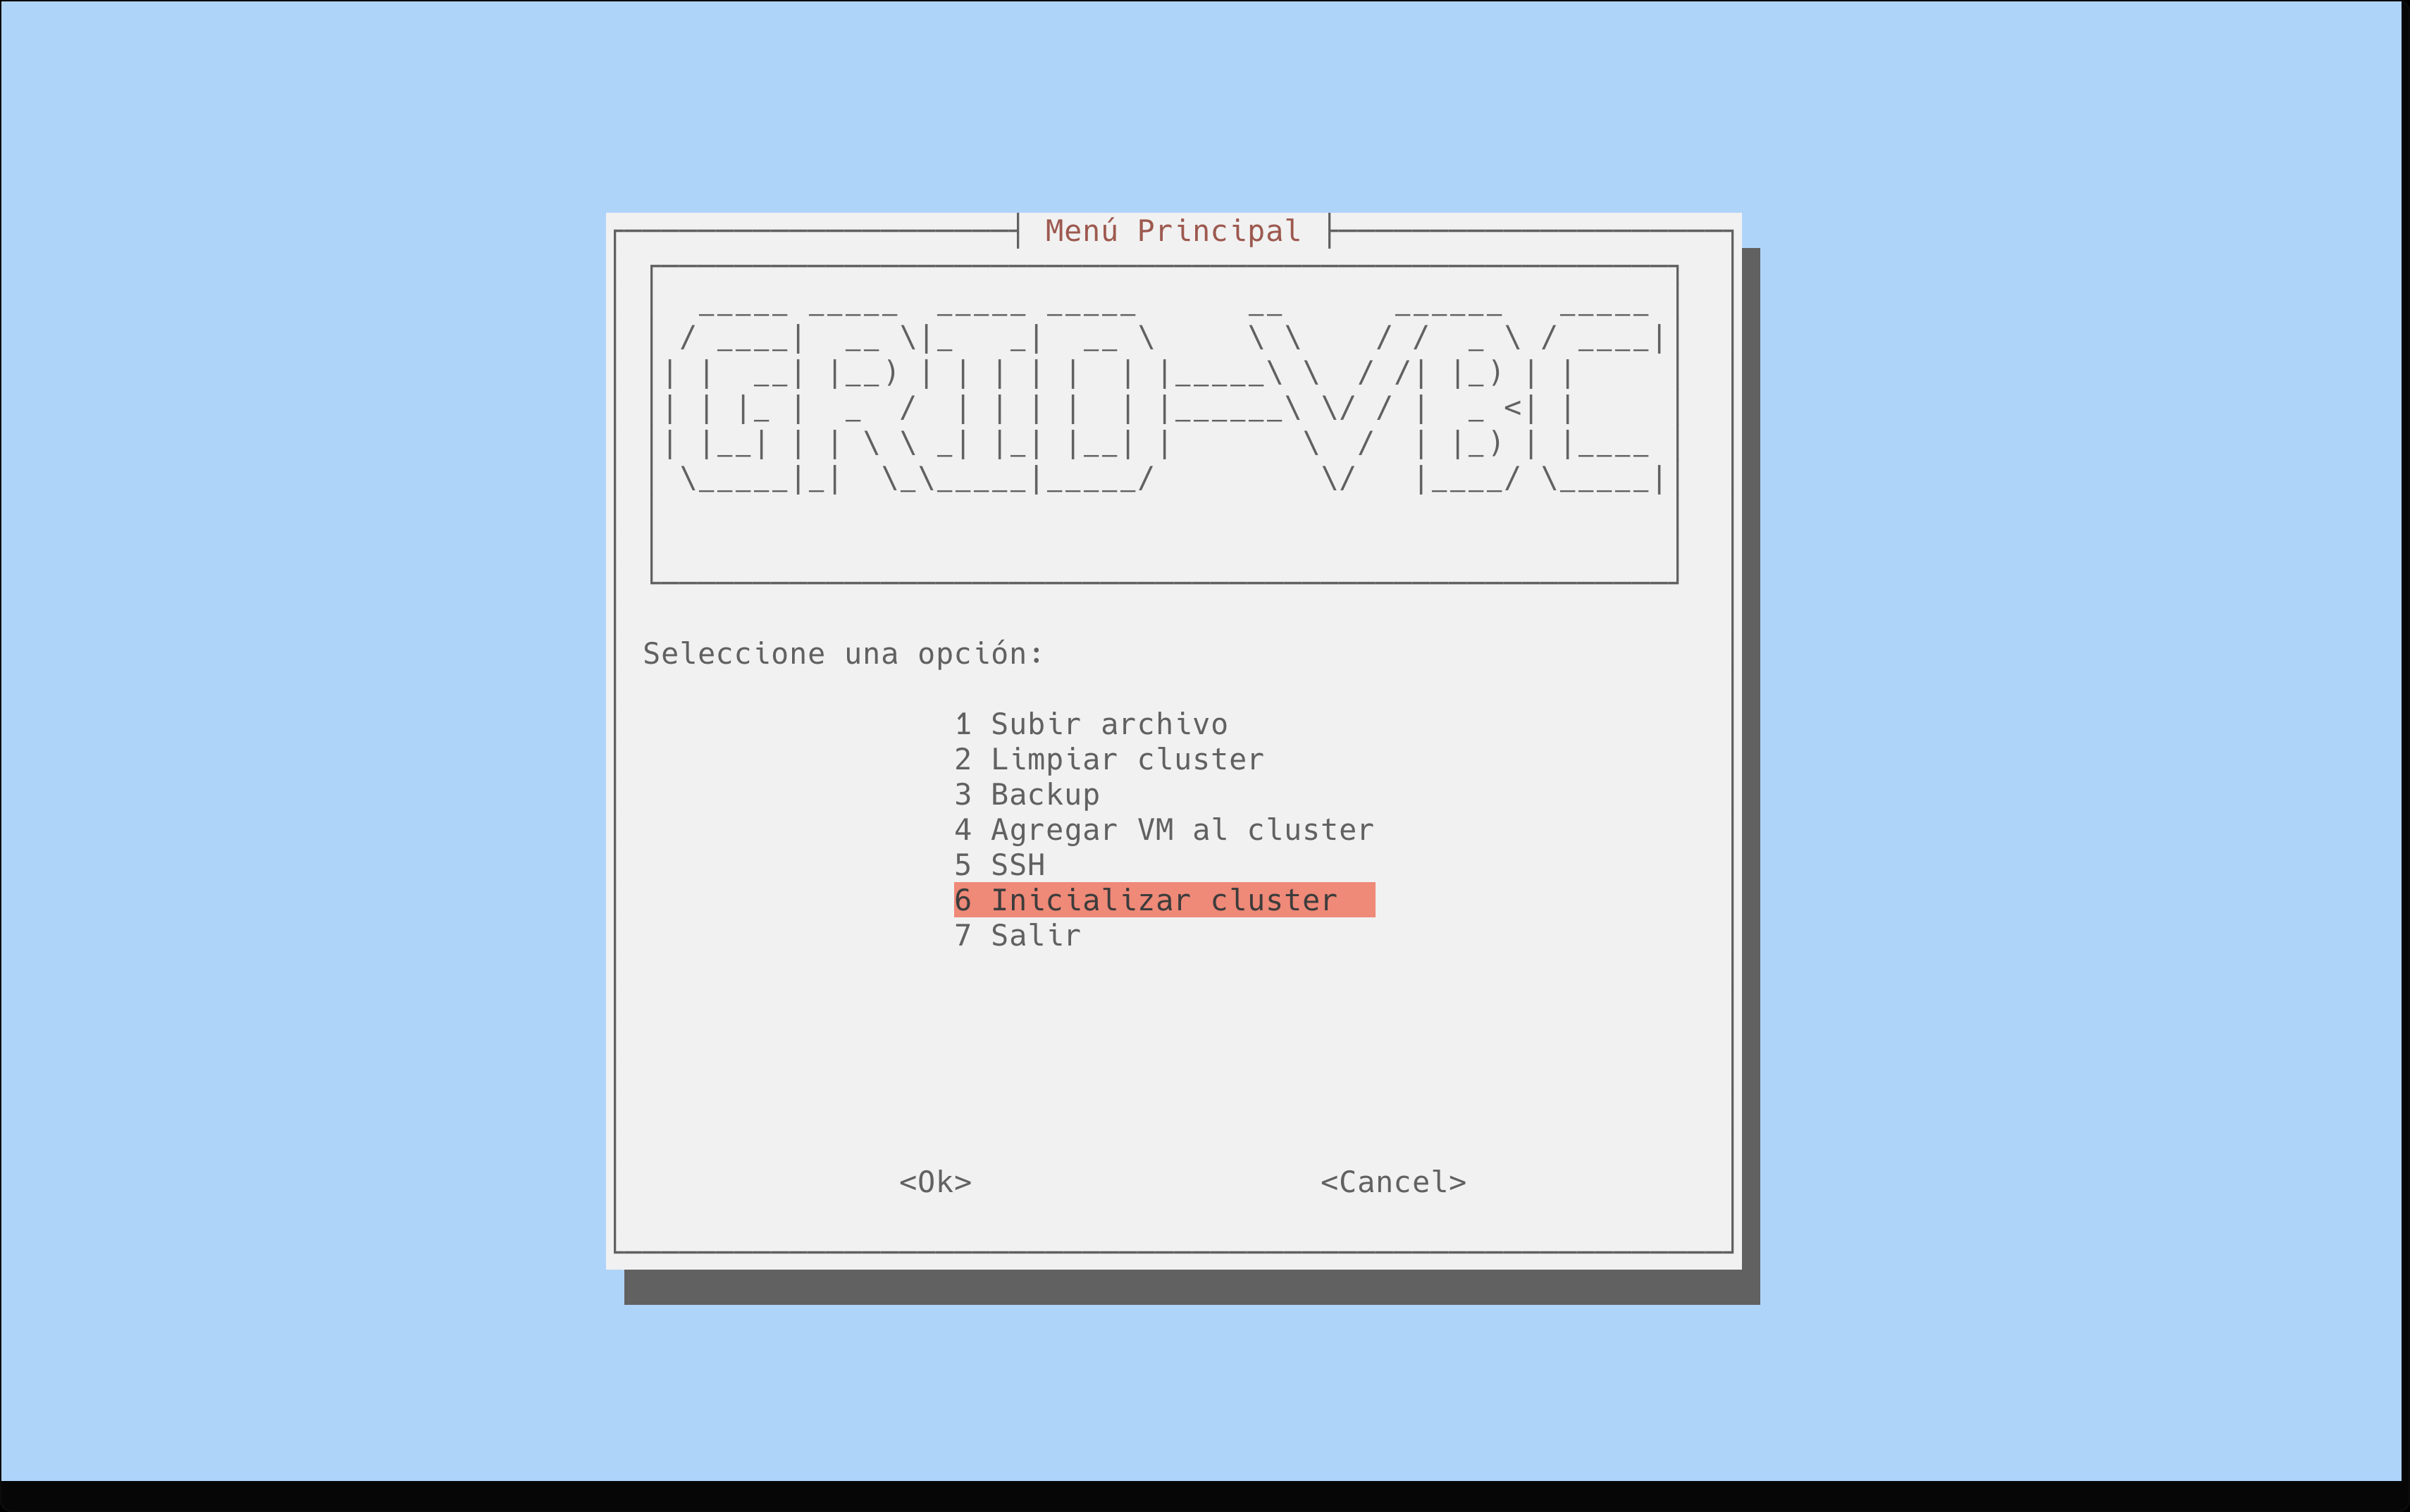 Menú Principal
GRID-VBC
Seleccione una opción:
1 Subir archivo
2 Limpiar cluster
3 Backup
4 Agregar VM al cluster
5 SSH
6 Inicializar cluster
7 Salir
<Ok> <Cancel>